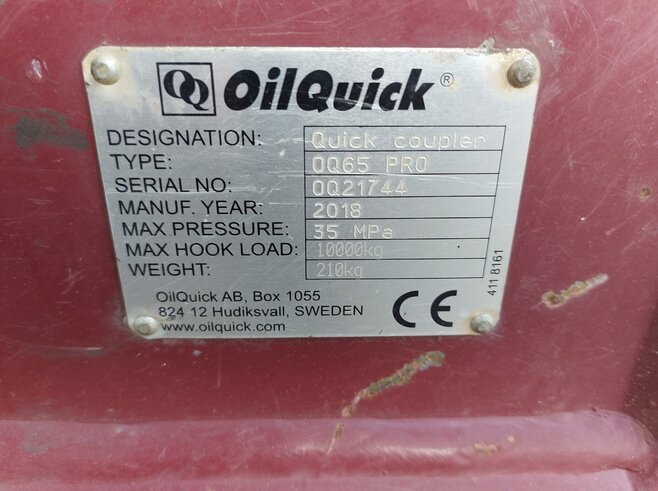 OQ OilQuick®
DESIGNATION: Quick coupler
TYPE: OQ65 PRO
SERIAL NO: OQ21744
MANUF. YEAR: 2018
MAX PRESSURE: 35 MPa
MAX HOOK LOAD: 10000kg
WEIGHT: 210kg
OilQuick AB, Box 1055
824 12 Hudiksvall, SWEDEN
www.oilquick.com
CE
411 8161